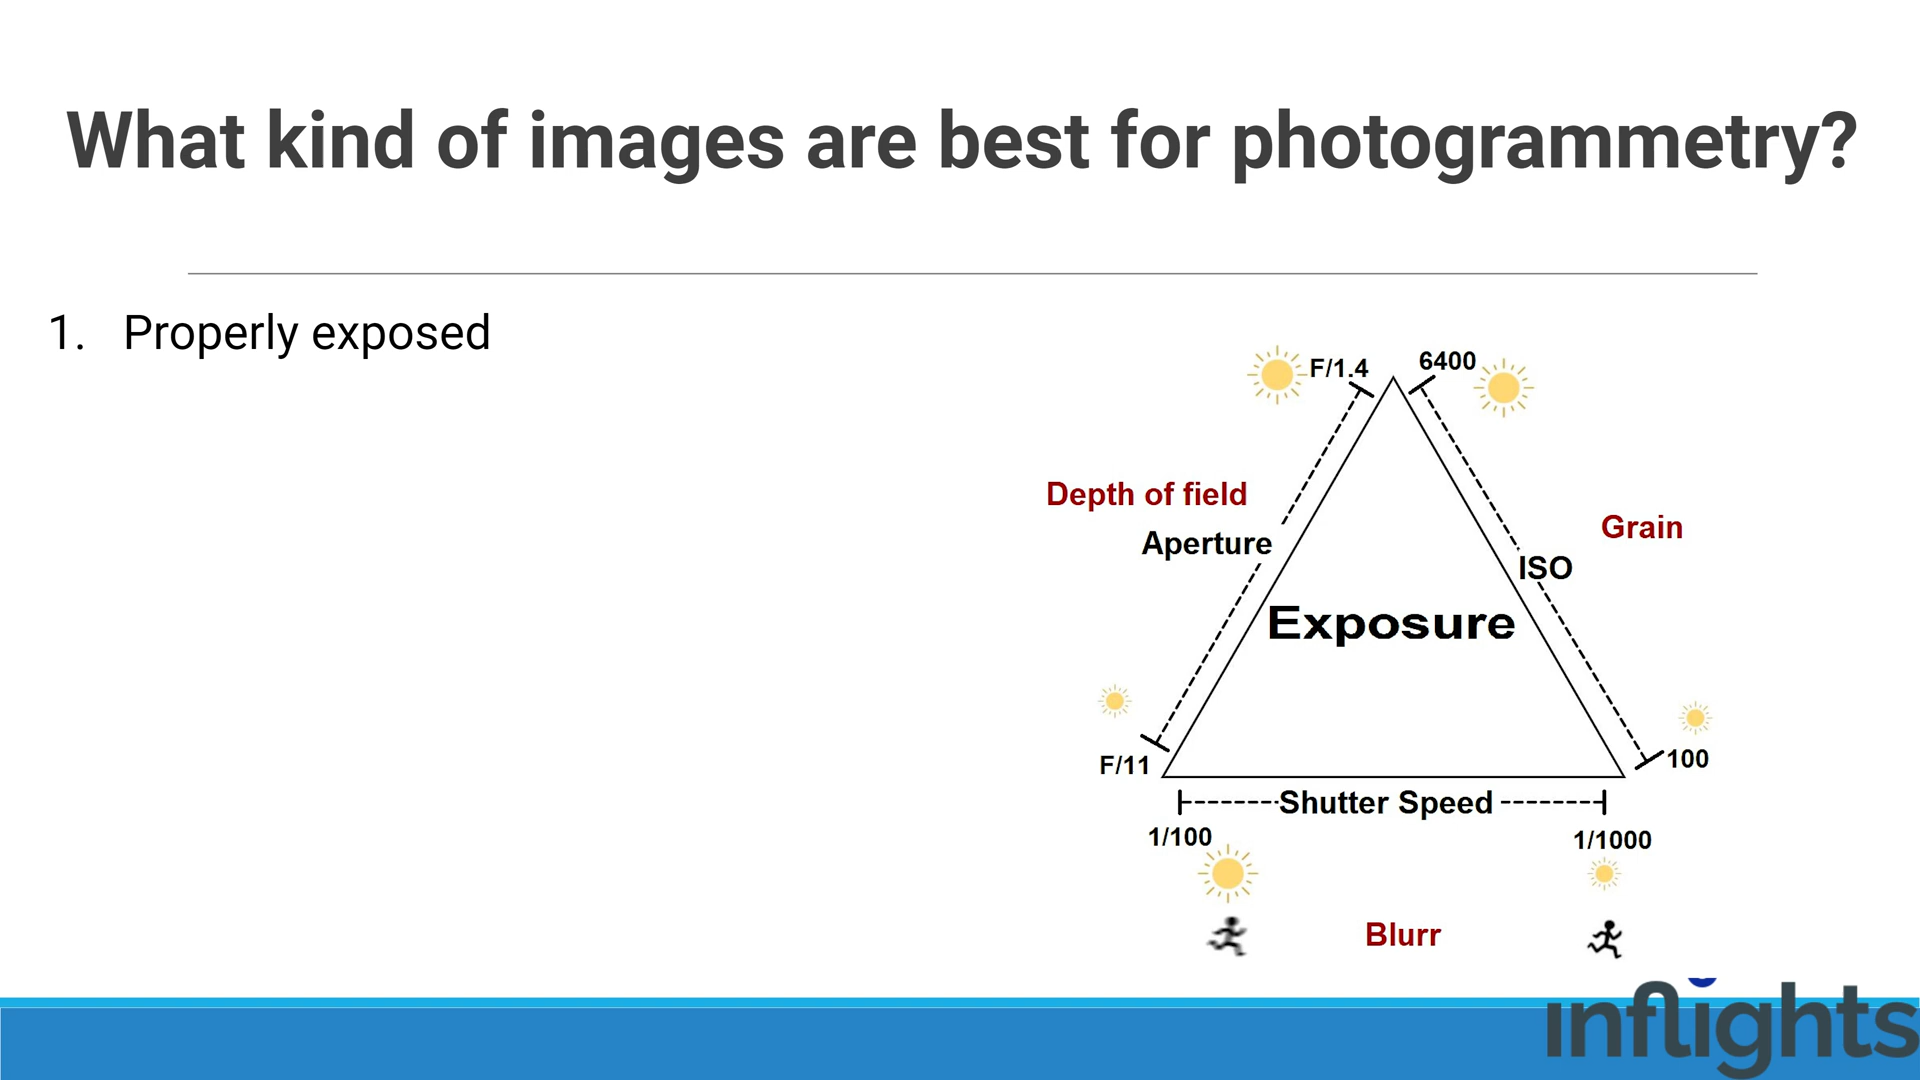 What kind of images are best for photogrammetry?
1. Properly exposed
F/1.4
6400
Depth of field
Grain
Aperture
ISO
Exposure
F/11
100
Shutter Speed
1/100
1/1000
Blurr
inflights